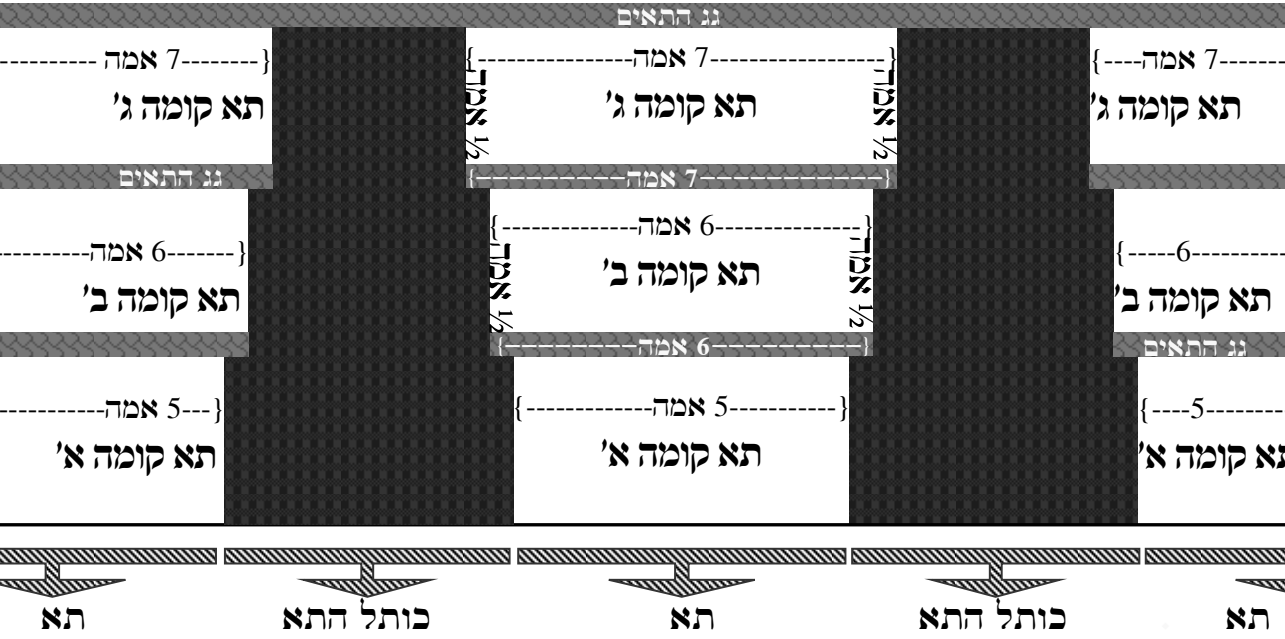 גג התאים
{----7 אמה-------
{----------------7 אמה------------------}
---------- 7 אמה--------}
½ אמה
½ אמה
תא קומה ג'
תא קומה ג'
תא קומה ג'
{——————7 אמה——————}
גג התאים
{-----6----------
{-------------6 אמה--------------}
---------6 אמה-------}
½ אמה
½ אמה
תא קומה ב'
תא קומה ב'
תא קומה ב'
גג התאים
{——————6 אמה——————}
{----5--------
{-------------5 אמה-----------}
-----------5 אמה---}
תא קומה א'
תא קומה א'
תא קומה א'
תא
כותל התא
תא
כותל התא
תא